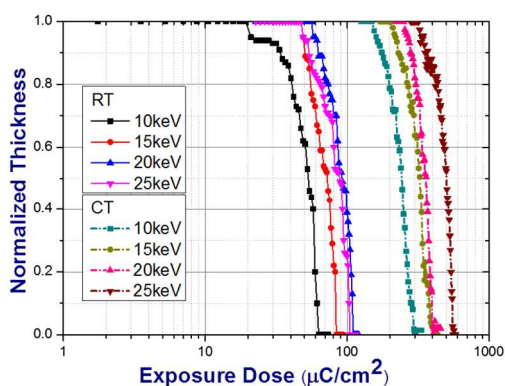 Normalized Thickness
1.0
0.8
0.6
0.4
0.2
0.0
RT
10keV
15keV
20keV
25keV
CT
10keV
15keV
20keV
25keV
1
10
100
1000
Exposure Dose (μC/cm²)